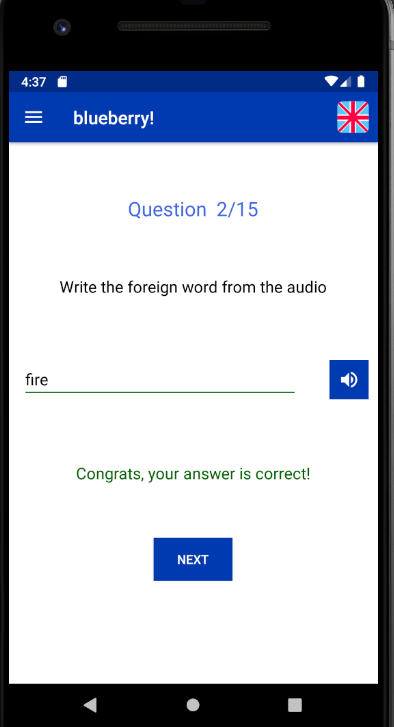 4:37
blueberry!
Question 2/15
Write the foreign word from the audio
fire
Congrats, your answer is correct!
NEXT